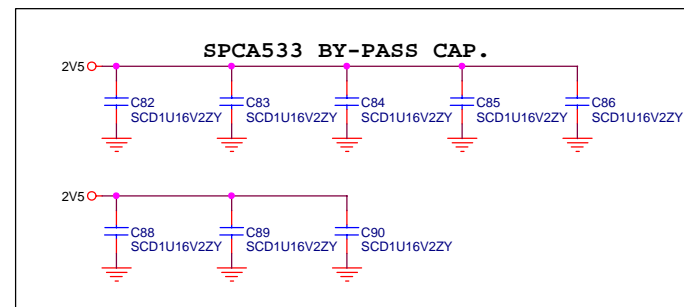 SPCA533 BY-PASS CAP.
2V5
C82 C83 C84 C85 C86
SCD1U16V2ZY SCD1U16V2ZY SCD1U16V2ZY SCD1U16V2ZY SCD1U16V2ZY
2V5
C88 C89 C90
SCD1U16V2ZY SCD1U16V2ZY SCD1U16V2ZY